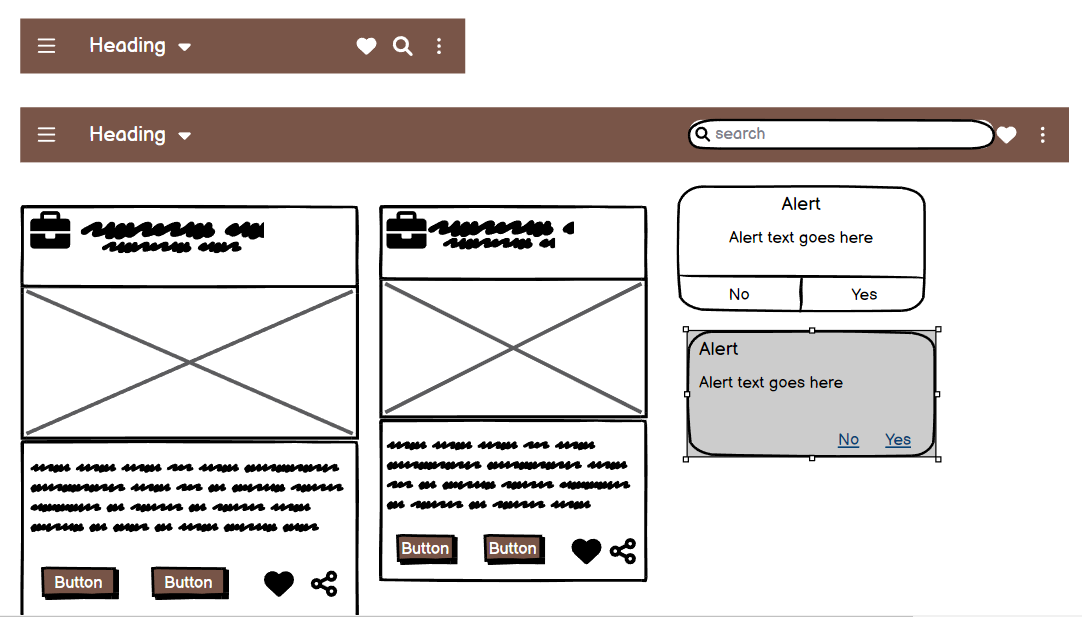 Heading
Heading
search
Alert
Alert text goes here
No Yes
Alert
Alert text goes here
No Yes
Button Button
Button Button